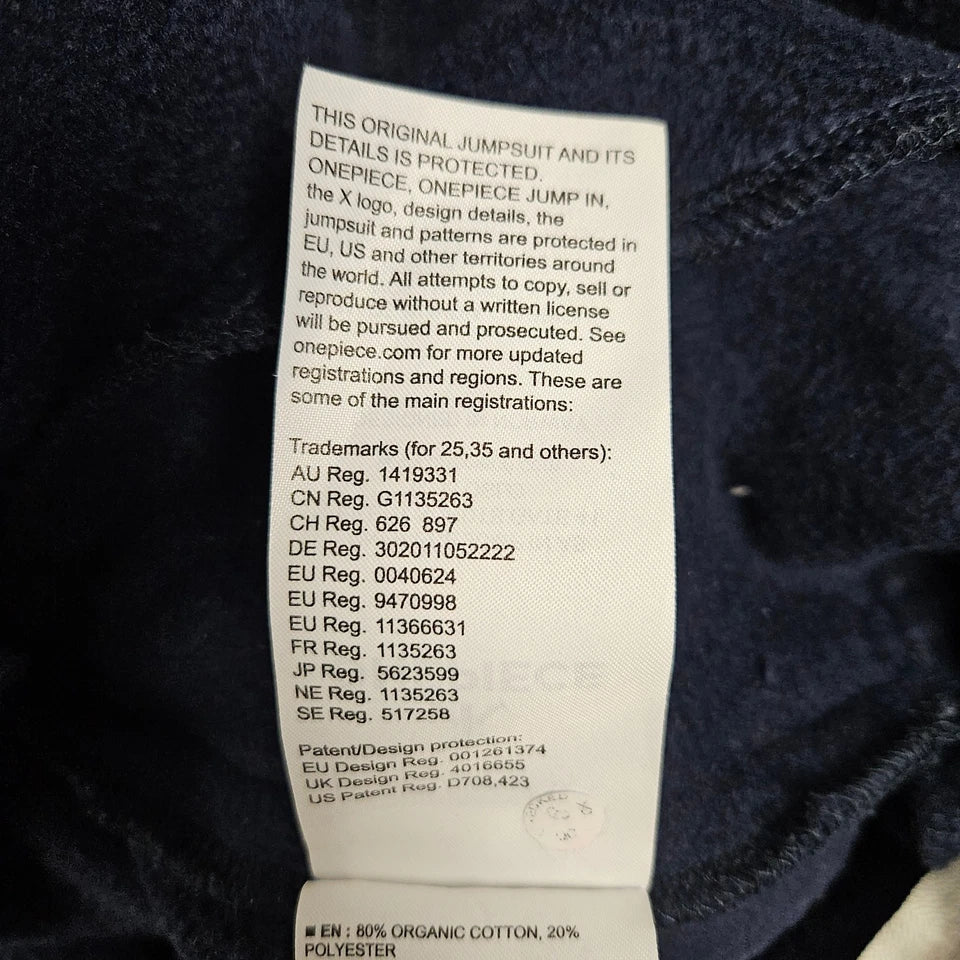 THIS ORIGINAL JUMPSUIT AND ITS
DETAILS IS PROTECTED.
ONEPIECE, ONEPIECE JUMP IN,
the X logo, design details, the
jumpsuit and patterns are protected in
EU, US and other territories around
the world. All attempts to copy, sell or
reproduce without a written license
will be pursued and prosecuted. See
onepiece.com for more updated
registrations and regions. These are
some of the main registrations:
Trademarks (for 25,35 and others):
AU Reg. 1419331
CN Reg. G1135263
CH Reg. 626 897
DE Reg. 302011052222
EU Reg. 0040624
EU Reg. 9470998
EU Reg. 11366631
FR Reg. 1135263
JP Reg. 5623599
NE Reg. 1135263
SE Reg. 517258
Patent/Design protection:
EU Design Reg. 001261374
UK Design Reg. 4016655
US Patent Reg. D708,423
EN : 80% ORGANIC COTTON, 20%
POLYESTER